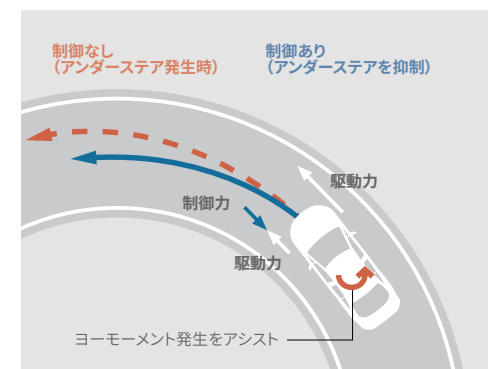 制御なし
（アンダーステア発生時）
制御あり
（アンダーステアを抑制）
駆動力
制御力
駆動力
ヨーモーメント発生をアシスト